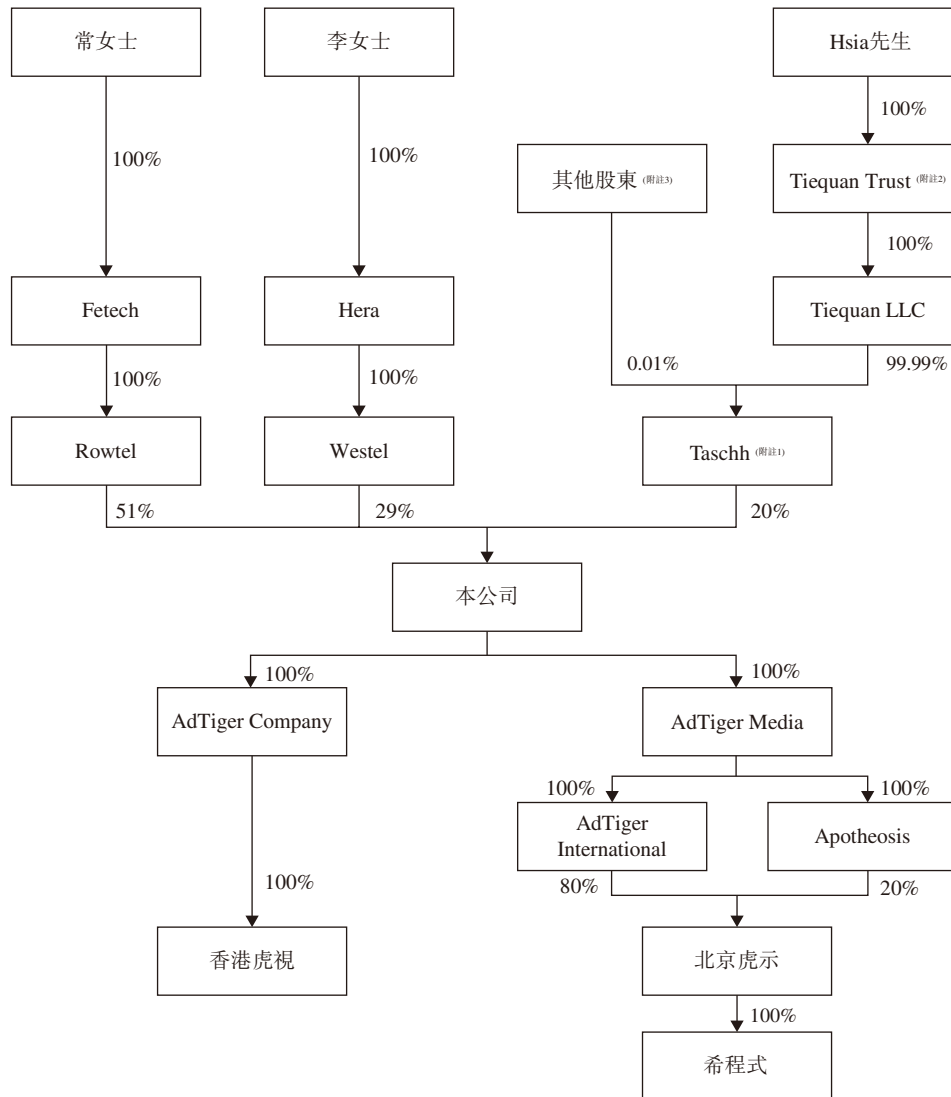 常女士
李女士
Hsia先生
100%
100%
100%
其他股東 (附註3)
Tiequan Trust (附註2)
100%
Fetech
Hera
Tiequan LLC
100%
100%
0.01%
99.99%
Rowtel
Westel
Taschh (附註1)
51%
29%
20%
本公司
100%
100%
AdTiger Company
AdTiger Media
100%
100%
AdTiger
International
Apotheosis
100%
80%
20%
香港虎視
北京虎示
100%
希程式